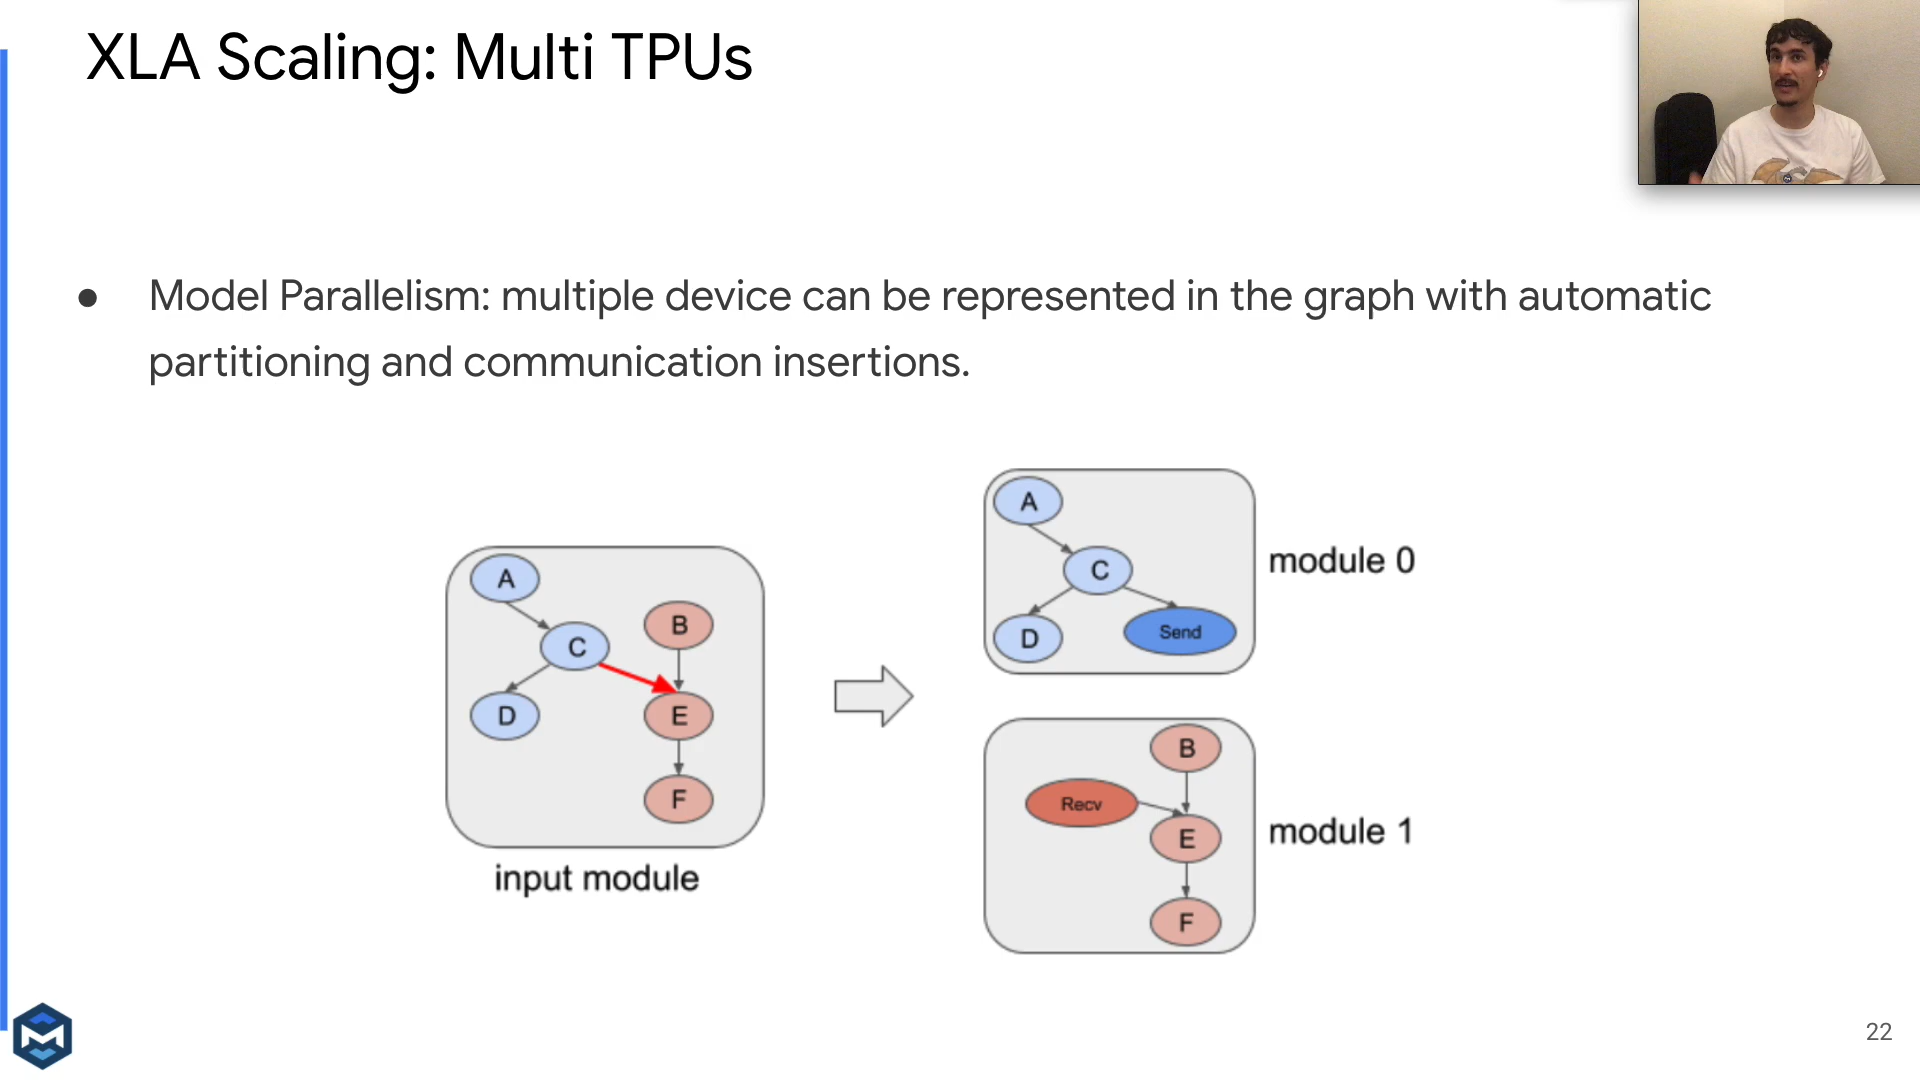 XLA Scaling: Multi TPUs
● Model Parallelism: multiple device can be represented in the graph with automatic
partitioning and communication insertions.
A
C
B
D
E
F
input module
A
C
D
Send
module 0
B
Recv
E
F
module 1
22